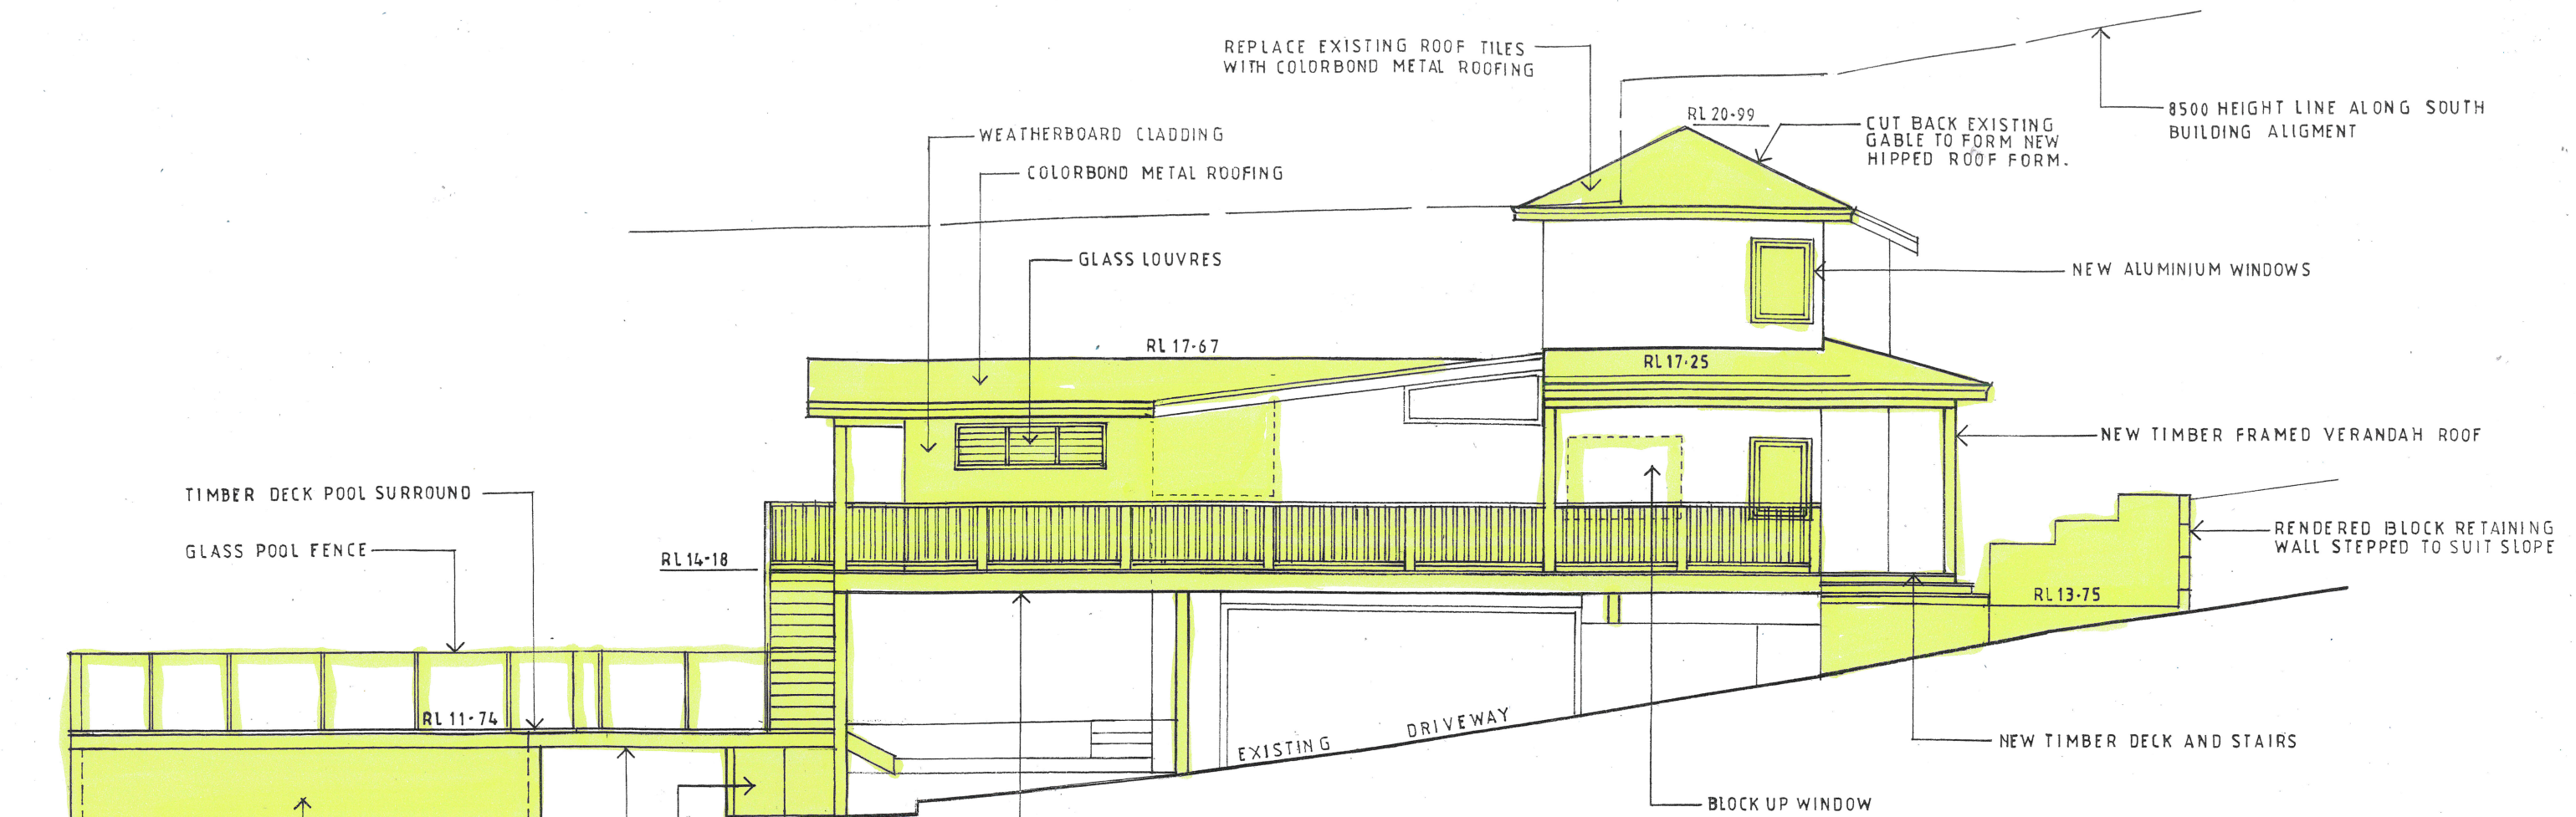 REPLACE EXISTING ROOF TILES
WITH COLORBOND METAL ROOFING
8500 HEIGHT LINE ALONG SOUTH
BUILDING ALIGMENT
RL 20-99
CUT BACK EXISTING
GABLE TO FORM NEW
HIPPED ROOF FORM.
WEATHERBOARD CLADDING
COLORBOND METAL ROOFING
GLASS LOUVRES
NEW ALUMINIUM WINDOWS
RL 17-67
RL 17-25
NEW TIMBER FRAMED VERANDAH ROOF
TIMBER DECK POOL SURROUND
GLASS POOL FENCE
RL 14-18
RENDERED BLOCK RETAINING
WALL STEPPED TO SUIT SLOPE
RL 13-75
RL 11-74
EXISTING DRIVEWAY
NEW TIMBER DECK AND STAIRS
BLOCK UP WINDOW